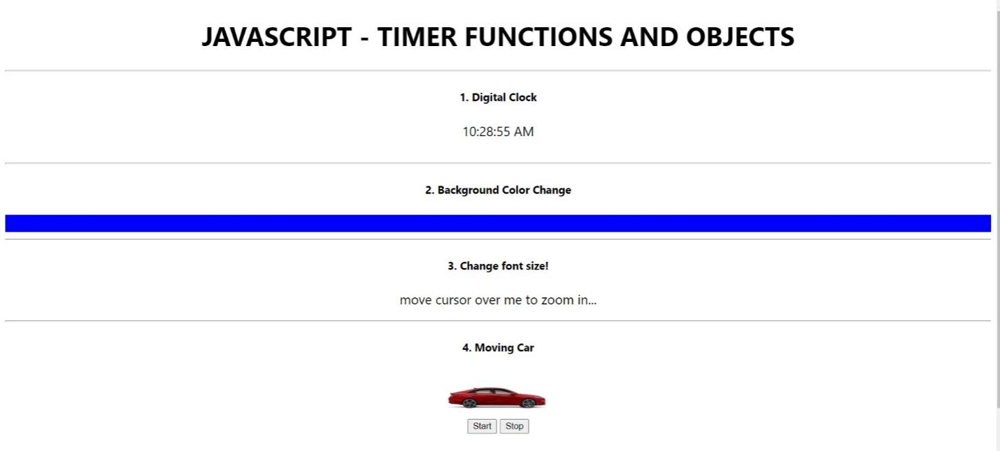 JAVASCRIPT - TIMER FUNCTIONS AND OBJECTS
1. Digital Clock
10:28:55 AM
2. Background Color Change
3. Change font size!
move cursor over me to zoom in...
4. Moving Car
Start Stop